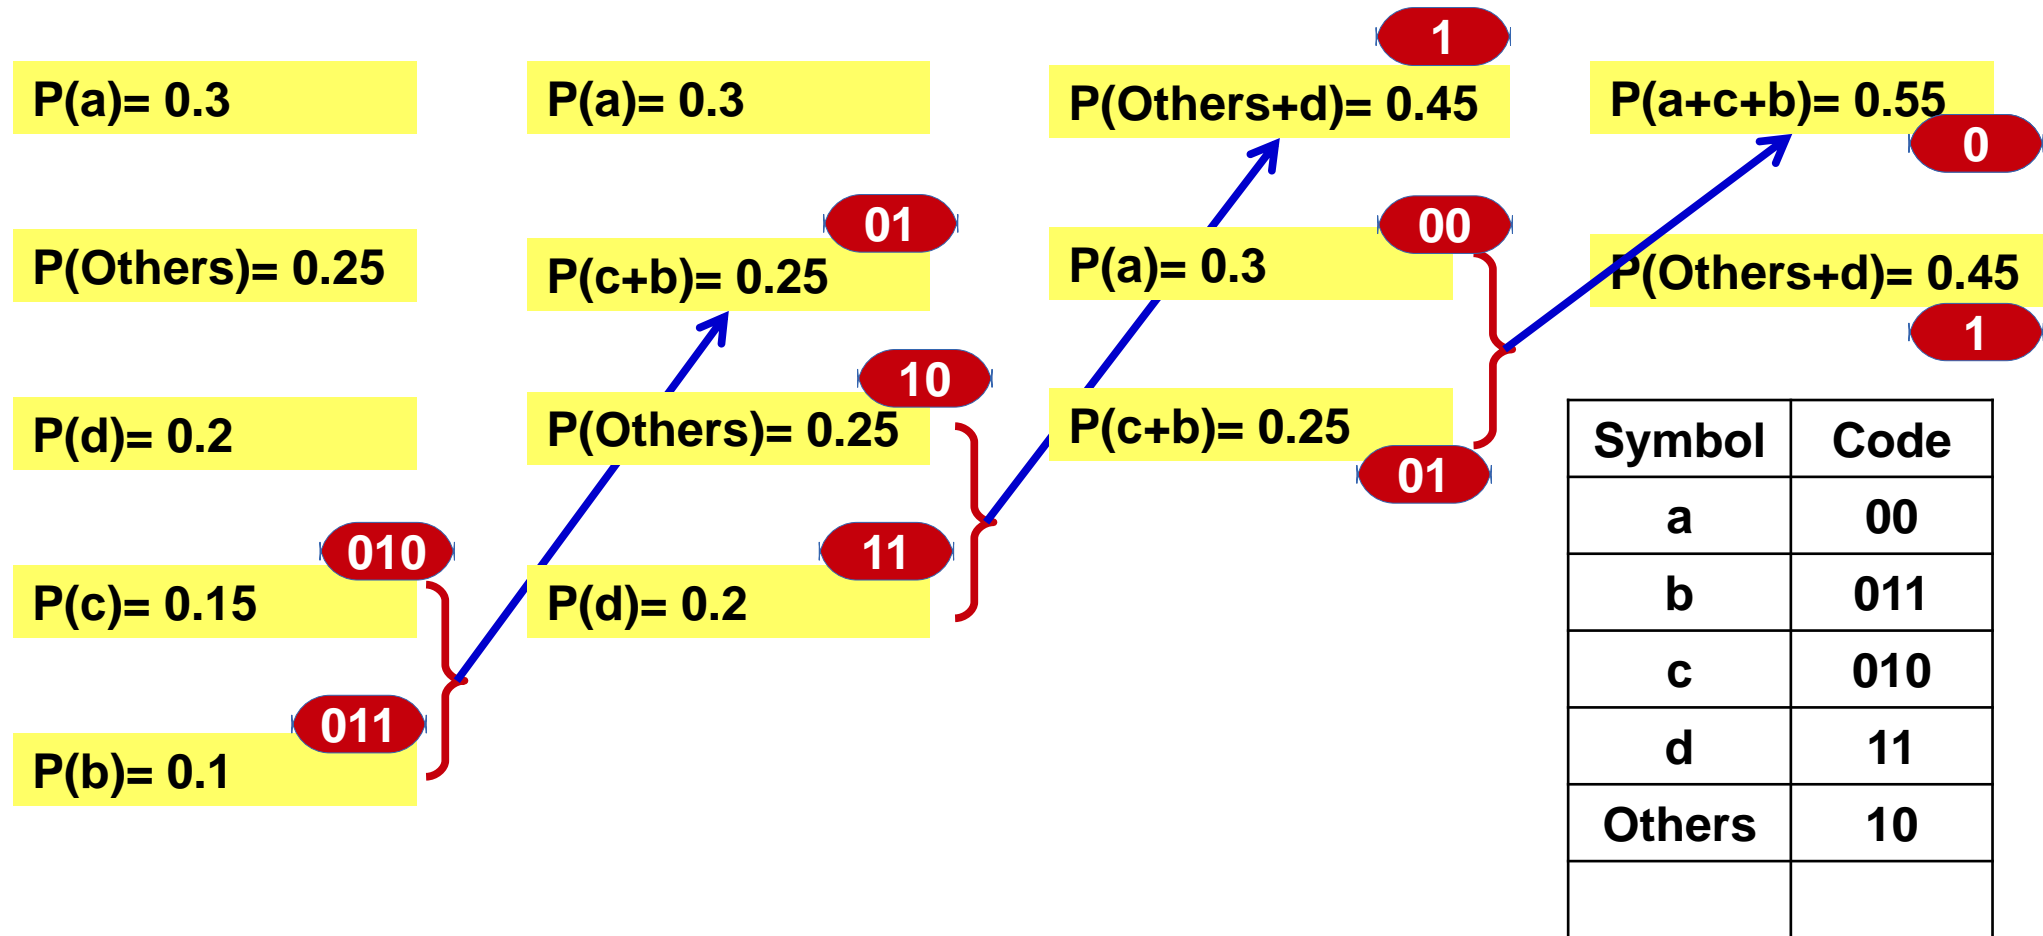 P(a)= 0.3
P(Others)= 0.25
P(d)= 0.2
010
P(c)= 0.15
011
P(b)= 0.1
P(a)= 0.3
01
P(c+b)= 0.25
10
P(Others)= 0.25
11
P(d)= 0.2
1
P(Others+d)= 0.45
00
P(a)= 0.3
P(c+b)= 0.25
01
P(a+c+b)= 0.55
0
P(Others+d)= 0.45
1
Symbol Code
a 00
b 011
c 010
d 11
Others 10